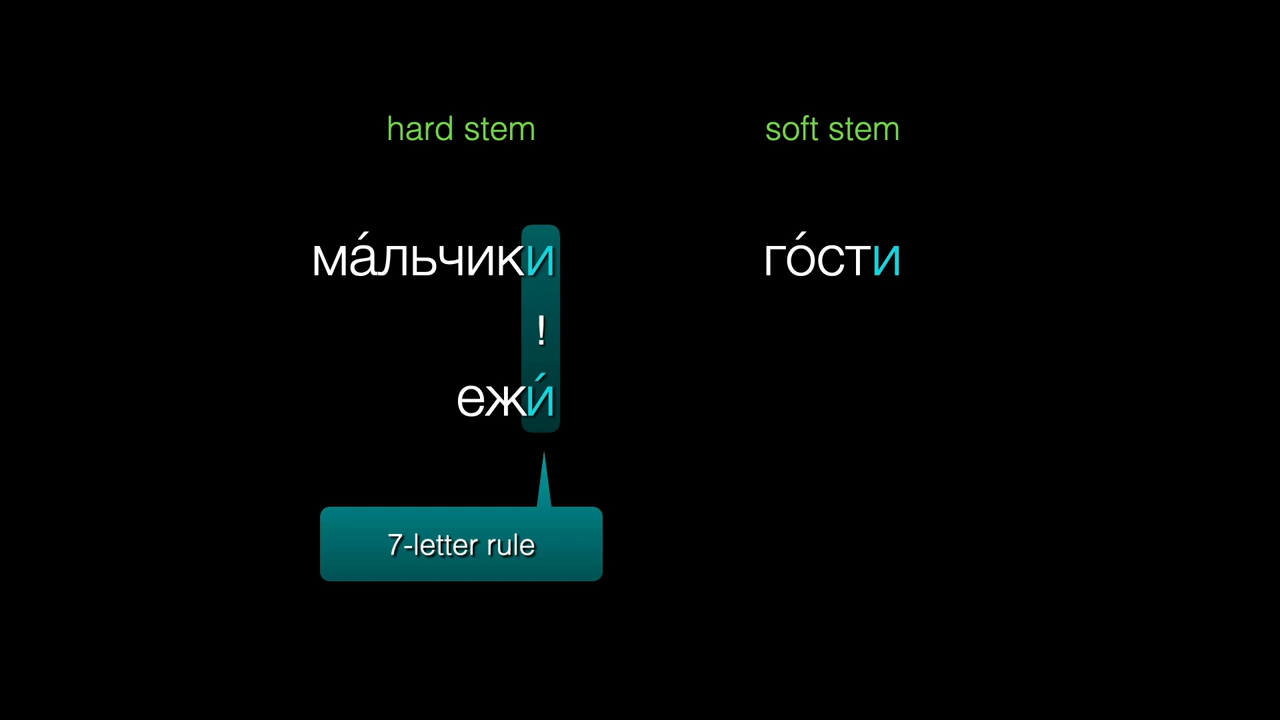 hard stem
soft stem
ма́льчики
го́сти
!
ежи́
7-letter rule